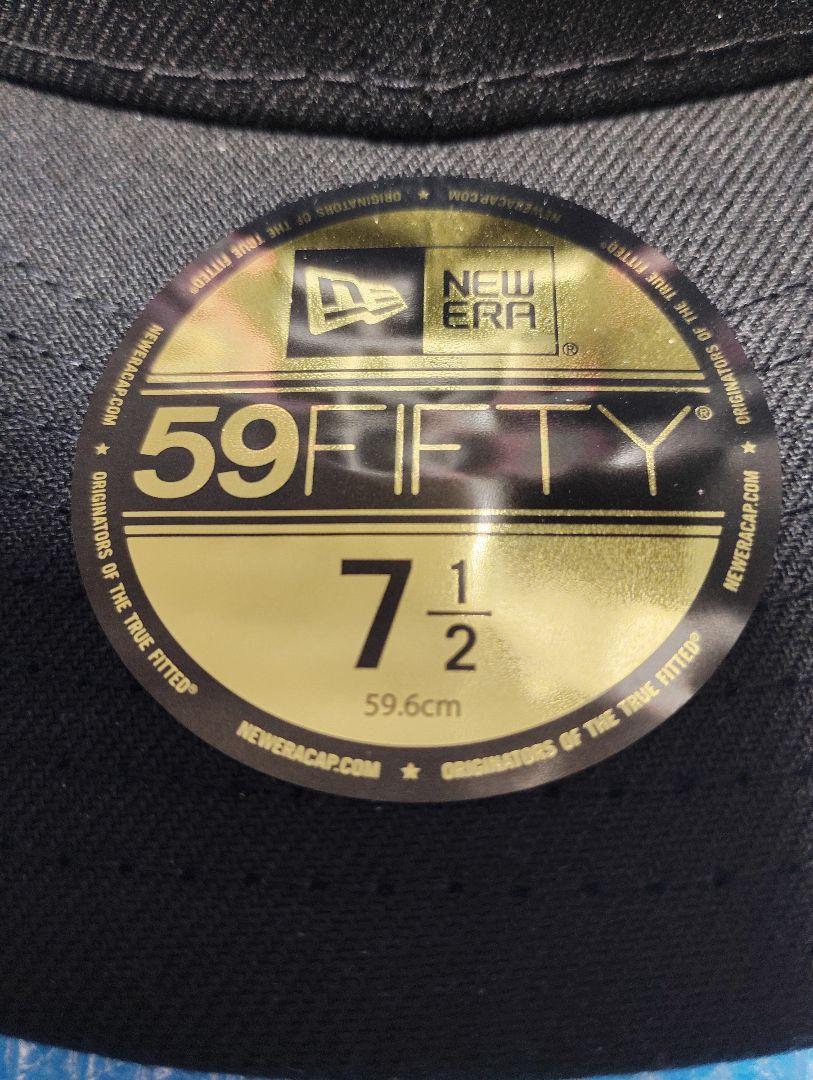 NEW ERA®
59FIFTY®
7 1/2
59.6cm
NEWERACAP.COM ★ ORIGINATORS OF THE TRUE FITTED®
NEWERACAP.COM ★ ORIGINATORS OF THE TRUE FITTED®
NEWERACAP.COM ★ ORIGINATORS OF THE TRUE FITTED®
NEWERACAP.COM ★ ORIGINATORS OF THE TRUE FITTED®